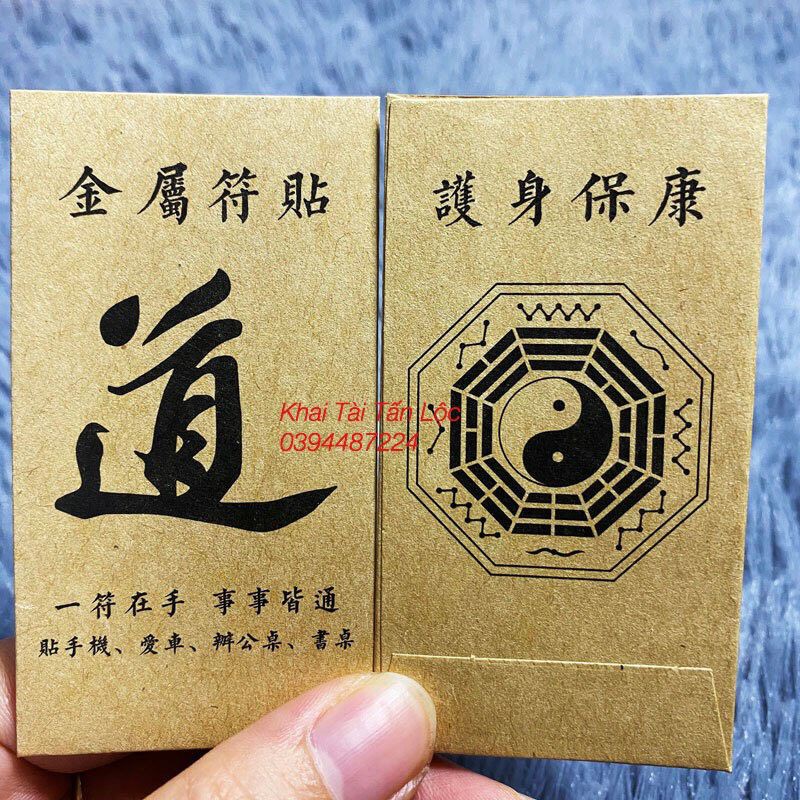 金屬符貼
道
一符在手 事事皆通
貼手機、愛車、辦公桌、書桌
護身保康
Khai Tài Tấn Lộc
0394487224